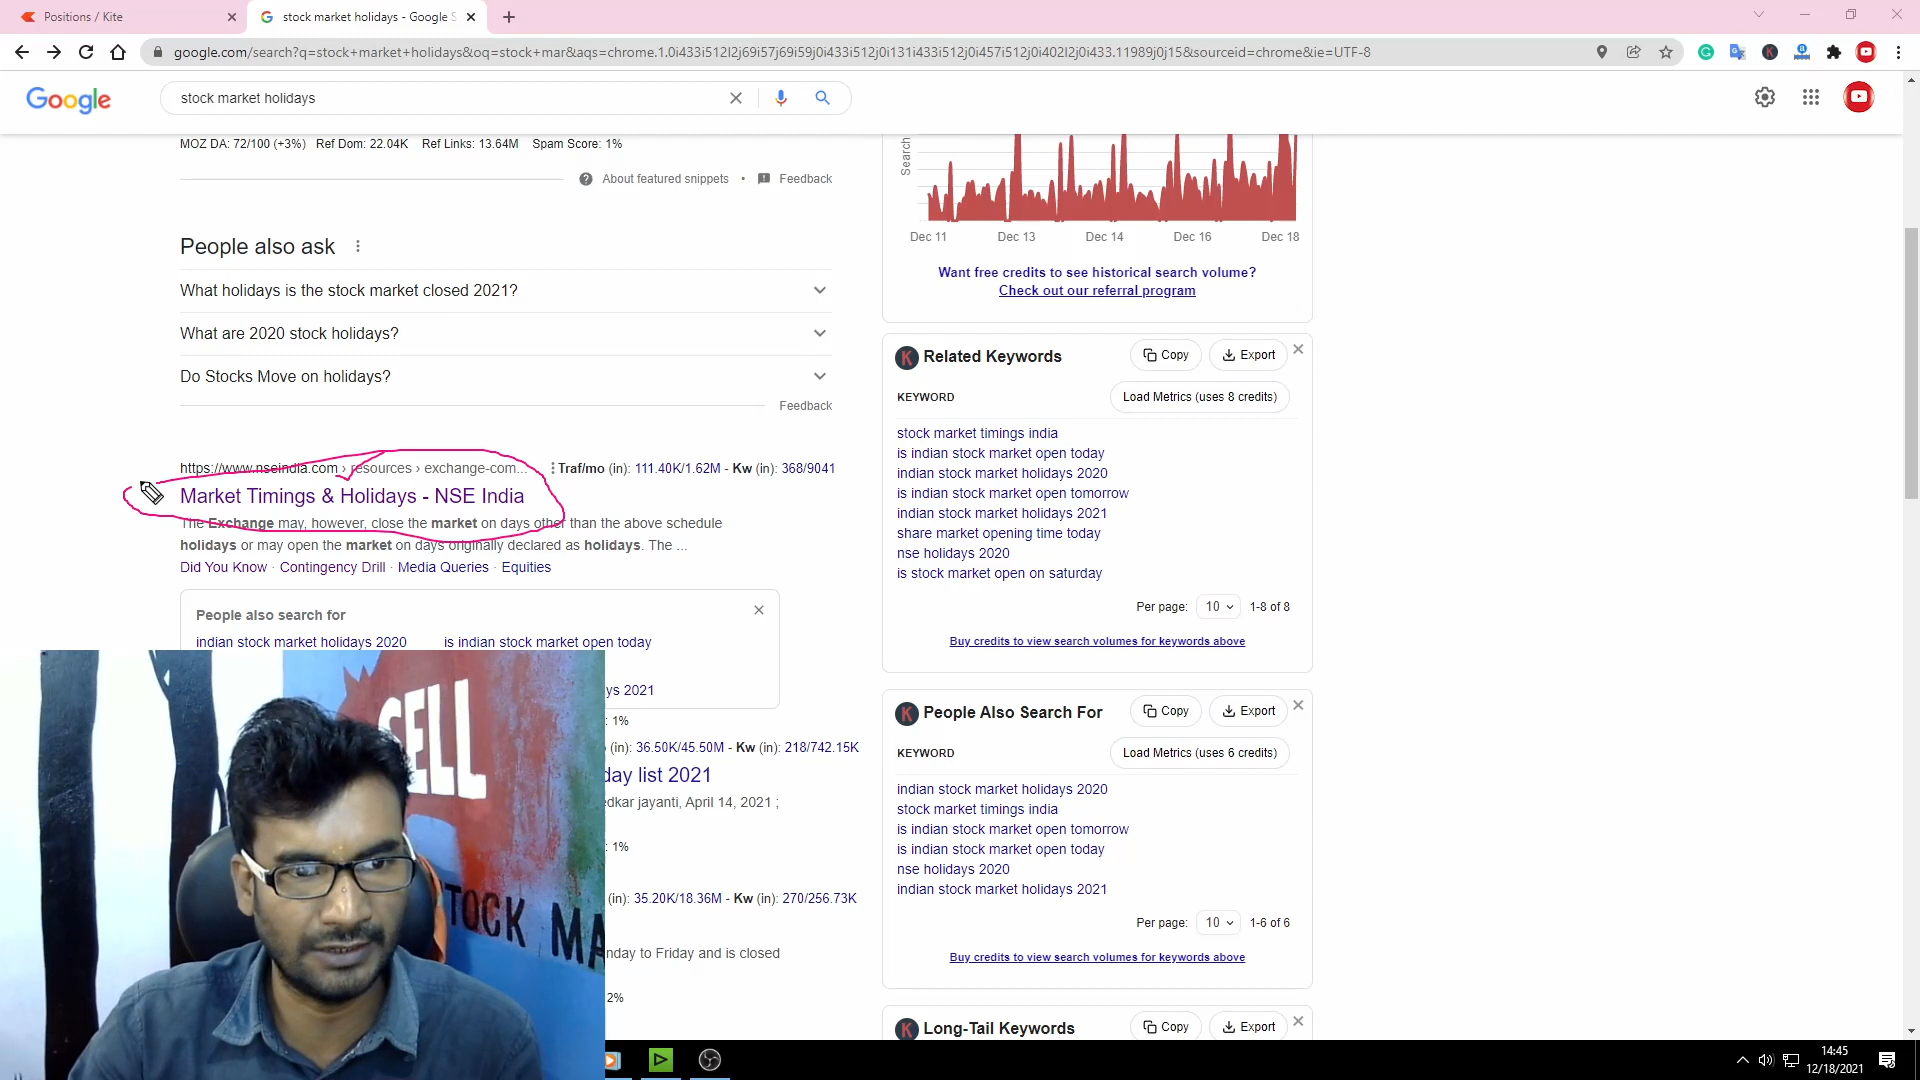 Positions / Kite
stock market holidays - Google S
google.com/search?q=stock+market+holidays&oq=stock+mar&aqs=chrome.1.0i433i512l2j69i57j69i59j0i433i512j0i131i433i512j0i457i512j0i402l2j0i433.11989j0j15&sourceid=chrome&ie=UTF-8
Google
stock market holidays
MOZ DA: 72/100 (+3%) Ref Dom: 22.04K Ref Links: 13.64M Spam Score: 1%
About featured snippets • Feedback
People also ask
What holidays is the stock market closed 2021?
What are 2020 stock holidays?
Do Stocks Move on holidays?
Feedback
https://www.nseindia.com › resources › exchange-com...
Traf/mo (in): 111.40K/1.62M - Kw (in): 368/9041
Market Timings & Holidays - NSE India
The Exchange may, however, close the market on days other than the above schedule
holidays or may open the market on days originally declared as holidays. The ...
Did You Know · Contingency Drill · Media Queries · Equities
People also search for
indian stock market holidays 2020
is indian stock market open today
ys 2021
: 1%
(in): 36.50K/45.50M - Kw (in): 218/742.15K
day list 2021
edkar jayanti, April 14, 2021 ;
: 1%
(in): 35.20K/18.36M - Kw (in): 270/256.73K
nday to Friday and is closed
2%
SELL
TOCK MA
Search
Dec 11 Dec 13 Dec 14 Dec 16 Dec 18
Want free credits to see historical search volume?
Check out our referral program
K Related Keywords
Copy
Export
KEYWORD
Load Metrics (uses 8 credits)
stock market timings india
is indian stock market open today
indian stock market holidays 2020
is indian stock market open tomorrow
indian stock market holidays 2021
share market opening time today
nse holidays 2020
is stock market open on saturday
Per page: 10 1-8 of 8
Buy credits to view search volumes for keywords above
K People Also Search For
Copy
Export
KEYWORD
Load Metrics (uses 6 credits)
indian stock market holidays 2020
stock market timings india
is indian stock market open tomorrow
is indian stock market open today
nse holidays 2020
indian stock market holidays 2021
Per page: 10 1-6 of 6
Buy credits to view search volumes for keywords above
K Long-Tail Keywords
Copy
Export
14:45
12/18/2021